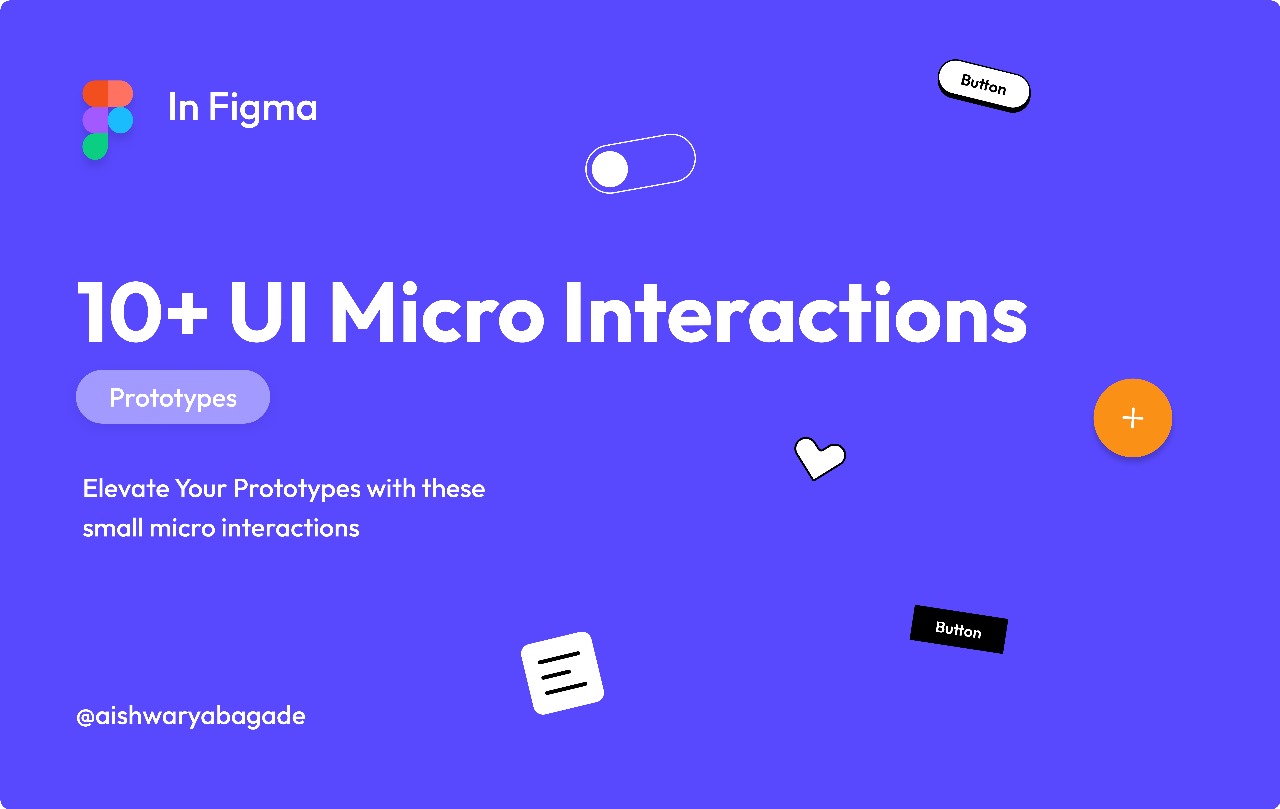 In Figma
Button
10+ UI Micro Interactions
Prototypes
Elevate Your Prototypes with these
small micro interactions
Button
@aishwaryabagade